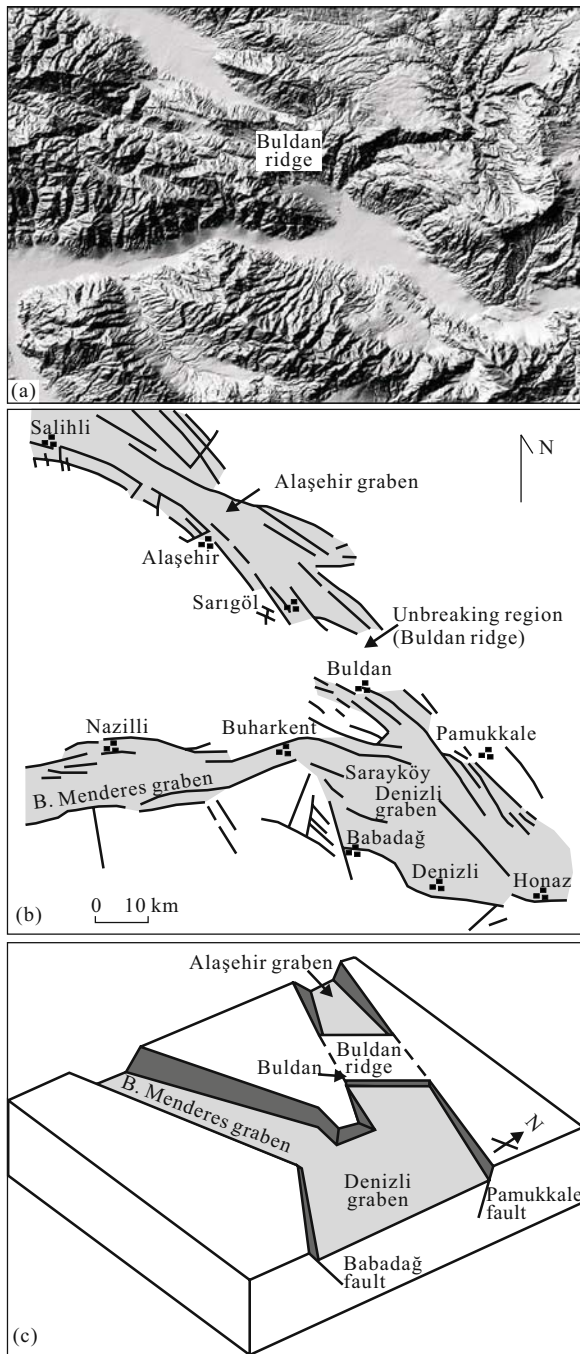 Buldan
ridge
(a)
Salihli
N
Alaşehir graben
Alaşehir
Sarıgöl
Unbreaking region
(Buldan ridge)
Buldan
Nazilli
Buharkent
Pamukkale
B. Menderes graben
Sarayköy
Denizli
graben
Babadağ
Denizli
Honaz
0 10 km
(b)
Alaşehir graben
Buldan
Buldan
ridge
B. Menderes graben
N
Denizli
graben
Pamukkale
fault
Babadağ
fault
(c)